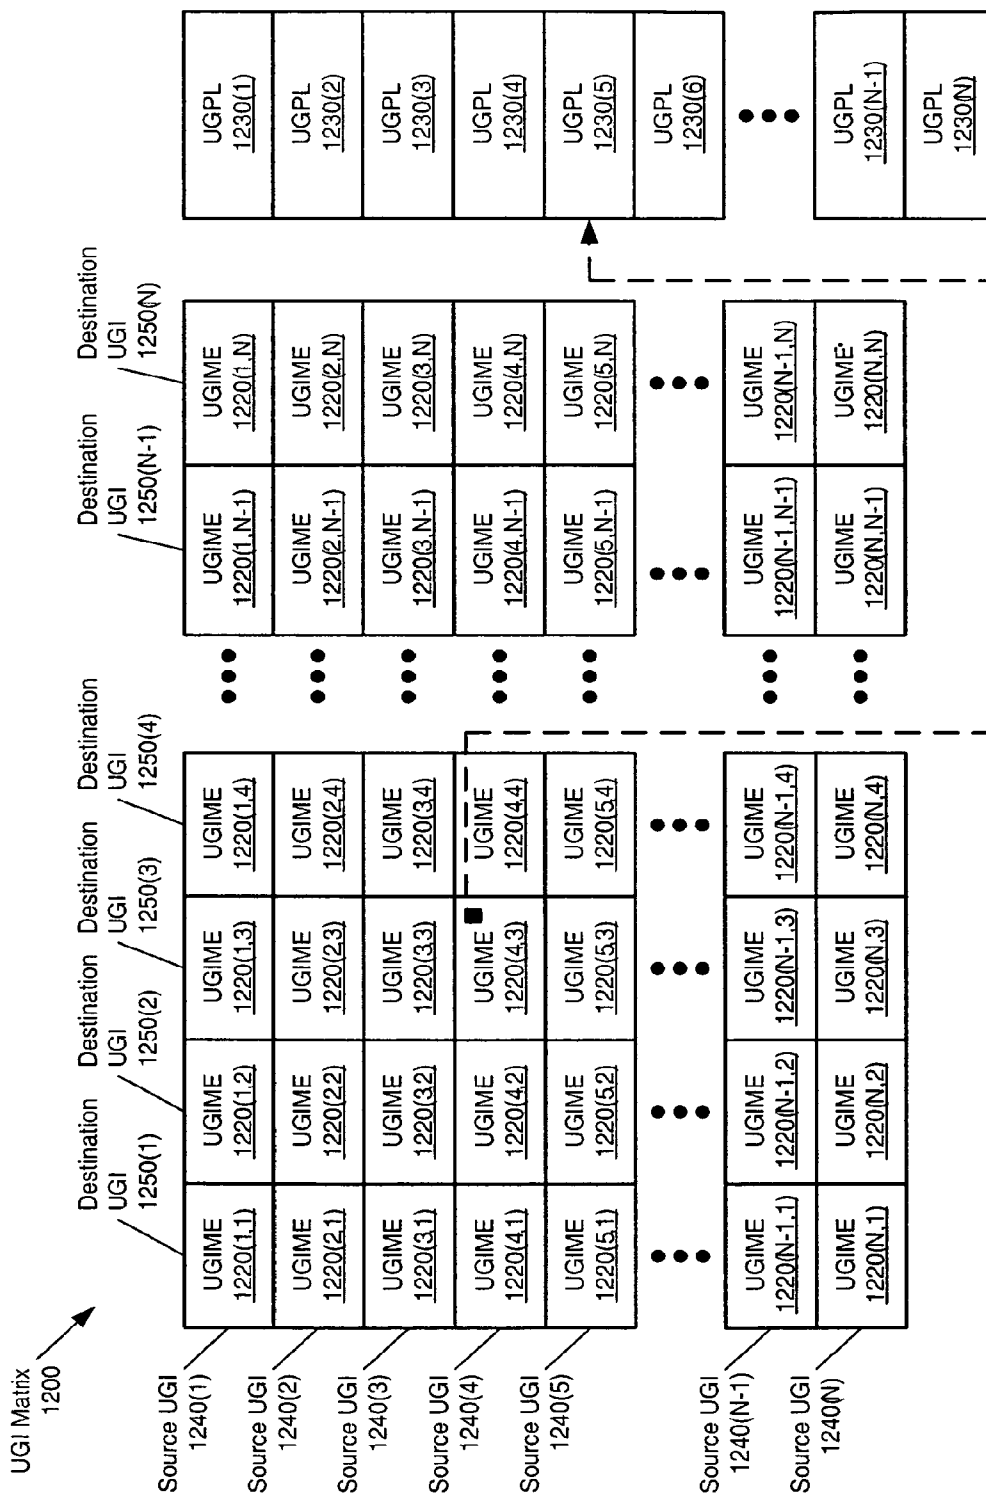 UGI Matrix
1200
Destination
UGI
1250(1)
Destination
UGI
1250(2)
Destination
UGI
1250(3)
Destination
UGI
1250(4)
Destination
UGI
1250(N-1)
Destination
UGI
1250(N)
Source UGI
1240(1)
UGIME
1220(1,1)
UGIME
1220(1,2)
UGIME
1220(1,3)
UGIME
1220(1,4)
UGIME
1220(1,N-1)
UGIME
1220(1,N)
UGPL
1230(1)
Source UGI
1240(2)
UGIME
1220(2,1)
UGIME
1220(2,2)
UGIME
1220(2,3)
UGIME
1220(2,4)
UGIME
1220(2,N-1)
UGIME
1220(2,N)
UGPL
1230(2)
Source UGI
1240(3)
UGIME
1220(3,1)
UGIME
1220(3,2)
UGIME
1220(3,3)
UGIME
1220(3,4)
UGIME
1220(3,N-1)
UGIME
1220(3,N)
UGPL
1230(3)
Source UGI
1240(4)
UGIME
1220(4,1)
UGIME
1220(4,2)
UGIME
1220(4,3)
UGIME
1220(4,4)
UGIME
1220(4,N-1)
UGIME
1220(4,N)
UGPL
1230(4)
Source UGI
1240(5)
UGIME
1220(5,1)
UGIME
1220(5,2)
UGIME
1220(5,3)
UGIME
1220(5,4)
UGIME
1220(5,N-1)
UGIME
1220(5,N)
UGPL
1230(5)
UGPL
1230(6)
Source UGI
1240(N-1)
UGIME
1220(N-1,1)
UGIME
1220(N-1,2)
UGIME
1220(N-1,3)
UGIME
1220(N-1,4)
UGIME
1220(N-1,N-1)
UGIME
1220(N-1,N)
UGPL
1230(N-1)
Source UGI
1240(N)
UGIME
1220(N,1)
UGIME
1220(N,2)
UGIME
1220(N,3)
UGIME
1220(N,4)
UGIME
1220(N,N-1)
UGIME
1220(N,N)
UGPL
1230(N)